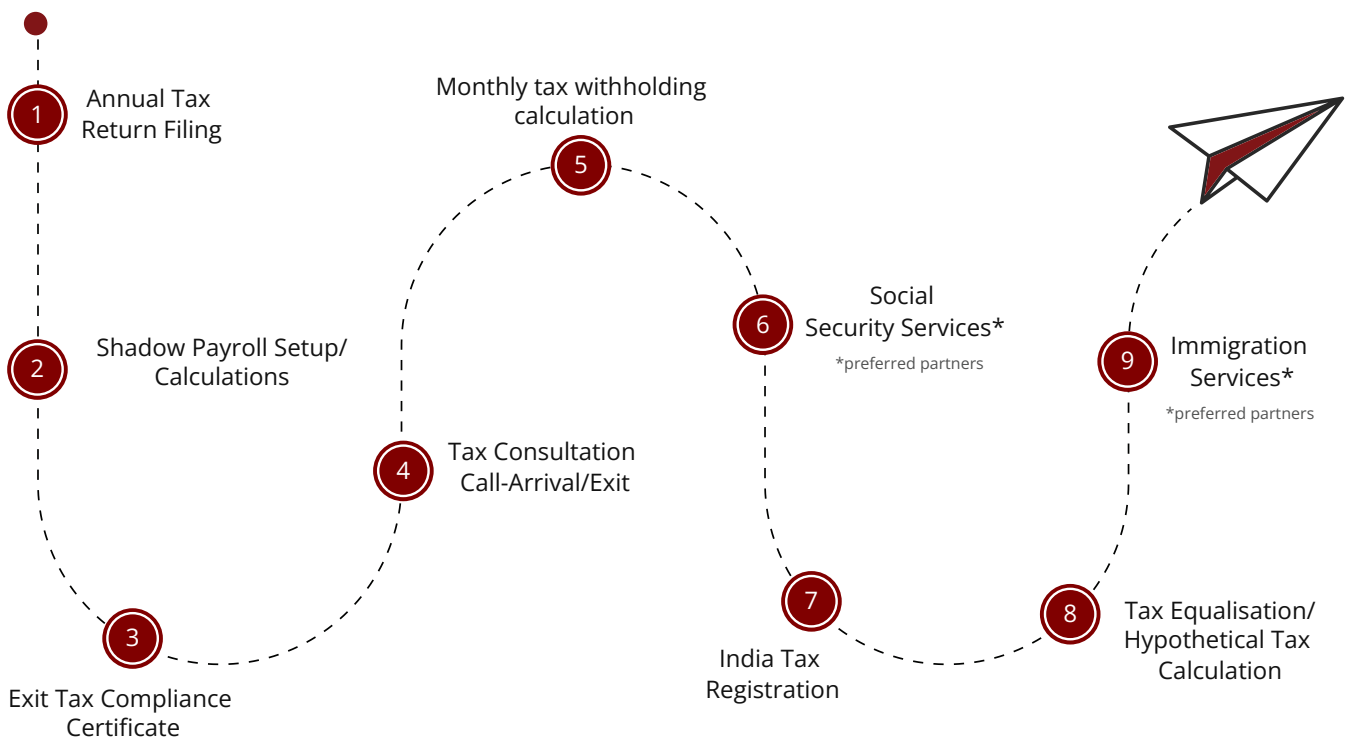 1
Annual Tax
Return Filing
2
Shadow Payroll Setup/
Calculations
3
Exit Tax Compliance
Certificate
4
Tax Consultation
Call-Arrival/Exit
Monthly tax withholding
calculation
5
6
Social
Security Services*
*preferred partners
7
India Tax
Registration
8
Tax Equalisation/
Hypothetical Tax
Calculation
9
Immigration
Services*
*preferred partners